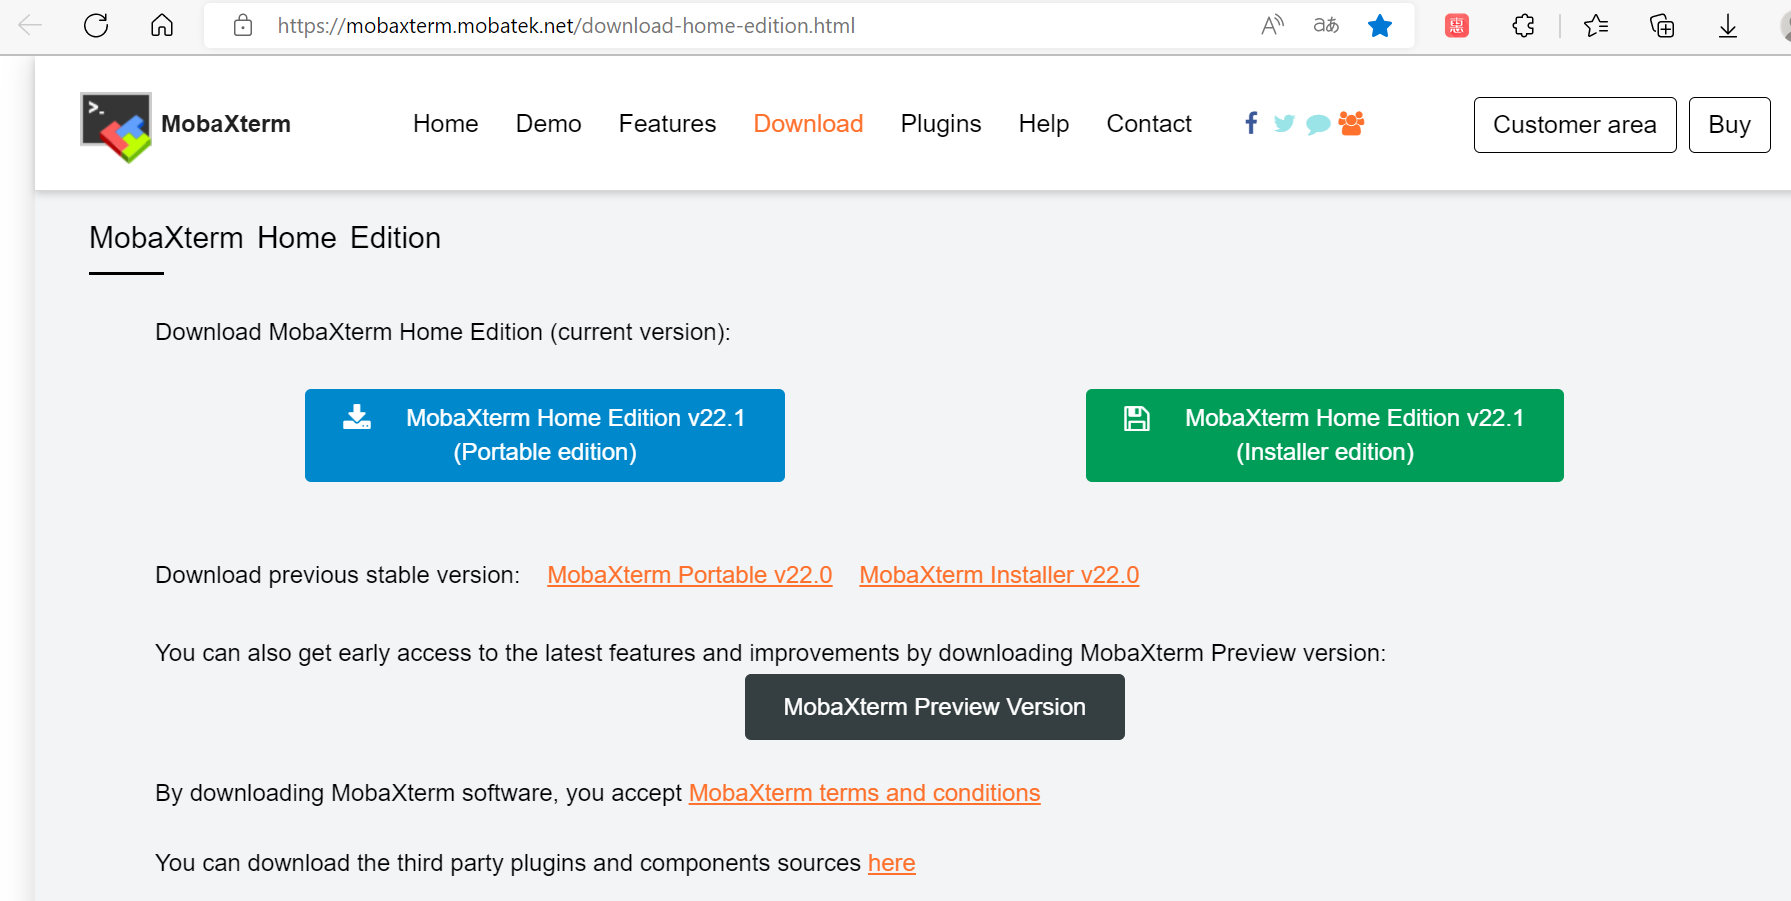 https://mobaxterm.mobatek.net/download-home-edition.html
A aあ 惠
>_ MobaXterm Home Demo Features Download Plugins Help Contact f Customer area Buy
MobaXterm Home Edition
Download MobaXterm Home Edition (current version):
MobaXterm Home Edition v22.1
(Portable edition)
MobaXterm Home Edition v22.1
(Installer edition)
Download previous stable version: MobaXterm Portable v22.0 MobaXterm Installer v22.0
You can also get early access to the latest features and improvements by downloading MobaXterm Preview version:
MobaXterm Preview Version
By downloading MobaXterm software, you accept MobaXterm terms and conditions
You can download the third party plugins and components sources here